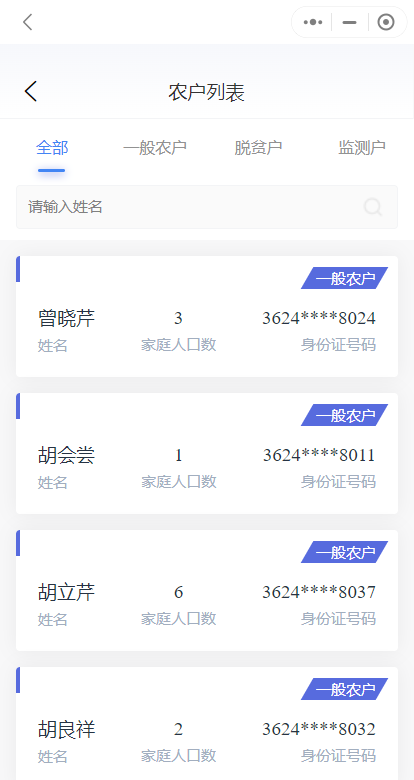 农户列表
全部 一般农户 脱贫户 监测户
请输入姓名
一般农户
曾晓芹 3 3624****8024
姓名 家庭人口数 身份证号码
一般农户
胡会尝 1 3624****8011
姓名 家庭人口数 身份证号码
一般农户
胡立芹 6 3624****8037
姓名 家庭人口数 身份证号码
一般农户
胡良祥 2 3624****8032
姓名 家庭人口数 身份证号码